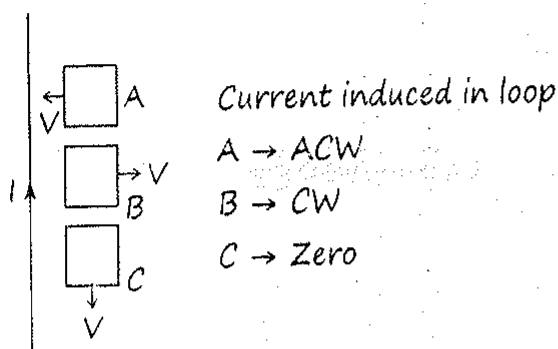 A
V
V
I
B
C
V
Current induced in loop
A → ACW
B → CW
C → Zero